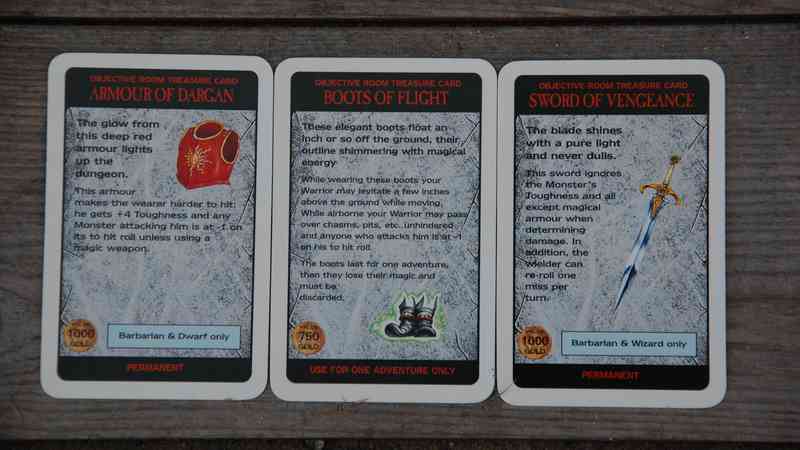 OBJECTIVE ROOM TREASURE CARD
ARMOUR OF DARGAN
The glow from
this deep red
armour lights
up the
dungeon.
This armour
makes the wearer harder to hit:
he gets +4 Toughness and any
Monster attacking him is at -1 on
its to hit roll unless using a
magic weapon.
VALUE
1000
GOLD
Barbarian & Dwarf only
PERMANENT
OBJECTIVE ROOM TREASURE CARD
BOOTS OF FLIGHT
These elegant boots float an
inch or so off the ground, their
outline shimmering with magical
energy
While wearing these boots your
Warrior may levitate a few inches
above the ground while moving.
While airborne your Warrior may pass
over chasms, pits, etc. unhindered
and anyone who attacks him is at -1
on his to hit roll.
The boots last for one adventure,
then they lose their magic and
must be
discarded.
VALUE
750
GOLD
USE FOR ONE ADVENTURE ONLY
OBJECTIVE ROOM TREASURE CARD
SWORD OF VENGEANCE
The blade shines
with a pure light
and never dulls.
This sword ignores
the Monster's
Toughness and all
except magical
armour when
determining
damage. In
addition, the
wielder can
re-roll one
miss per
turn.
VALUE
1000
GOLD
Barbarian & Wizard only
PERMANENT